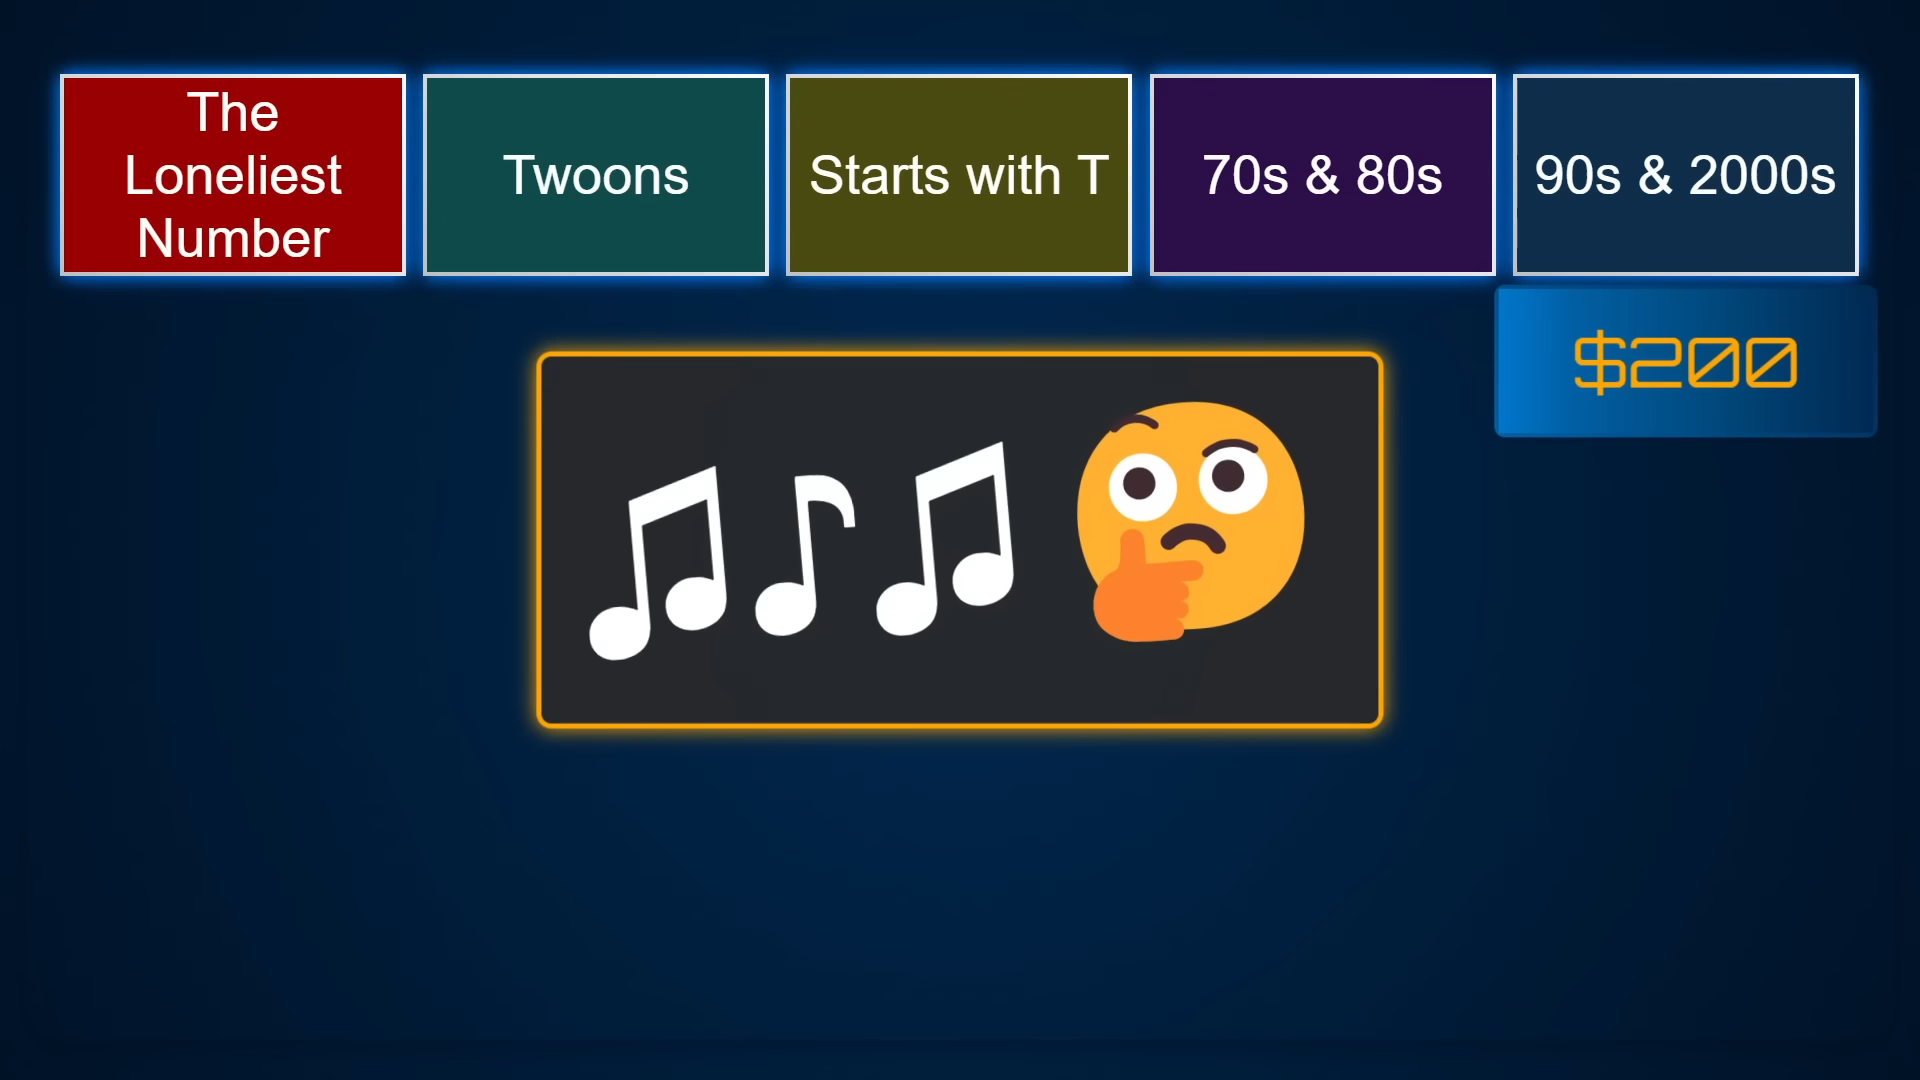 The
Loneliest
Number
Twoons
Starts with T
70s & 80s
90s & 2000s
$200